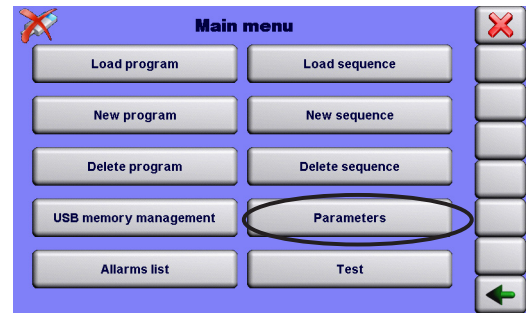 Main menu
Load program
Load sequence
New program
New sequence
Delete program
Delete sequence
USB memory management
Parameters
Allarms list
Test